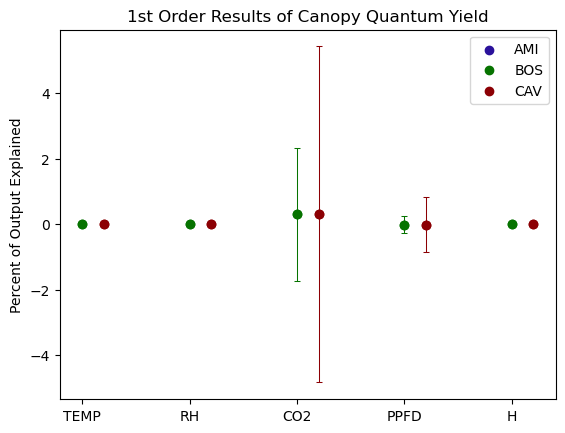 1st Order Results of Canopy Quantum Yield
AMI
BOS
CAV
Percent of Output Explained
4
2
0
−2
−4
TEMP RH CO2 PPFD H